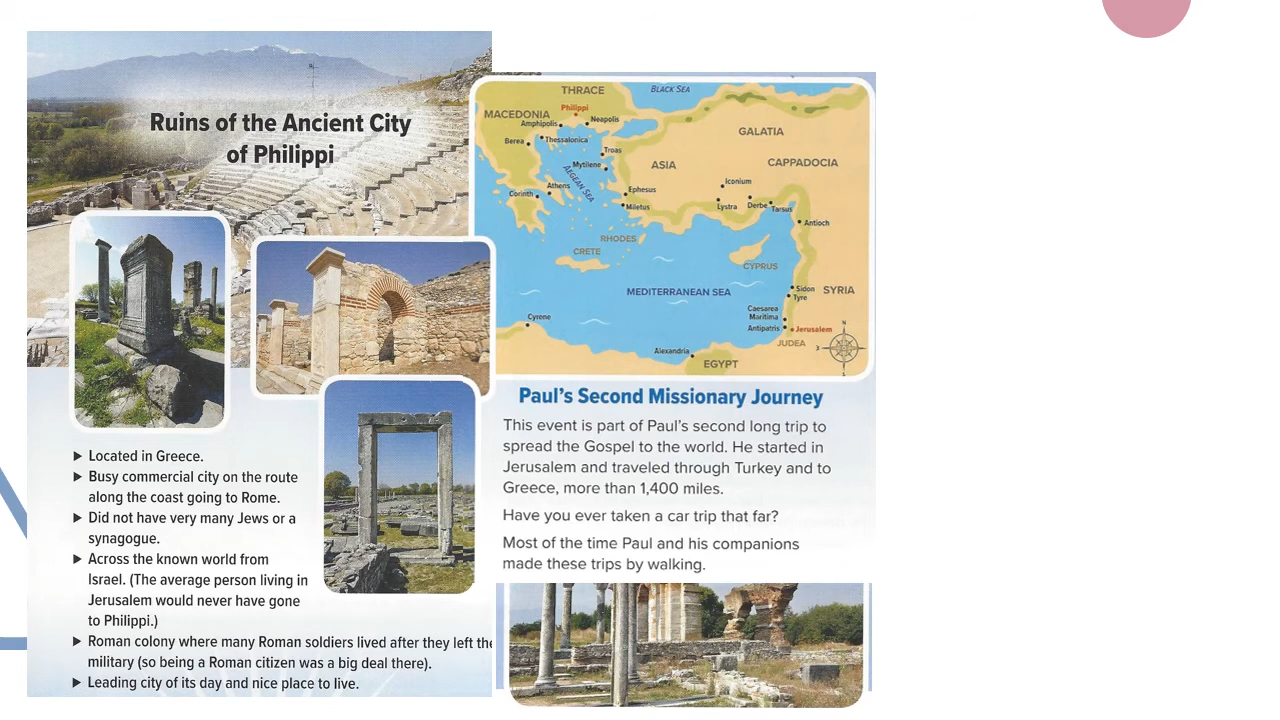 Ruins of the Ancient City
of Philippi
▶ Located in Greece.
▶ Busy commercial city on the route
along the coast going to Rome.
▶ Did not have very many Jews or a
synagogue.
▶ Across the known world from
Israel. (The average person living in
Jerusalem would never have gone
to Philippi.)
▶ Roman colony where many Roman soldiers lived after they left the
military (so being a Roman citizen was a big deal there).
▶ Leading city of its day and nice place to live.
THRACE
BLACK SEA
Philippi
MACEDONIA
Neapolis
Amphipolis
GALATIA
Berea
Thessalonica
Troas
ASIA
CAPPADOCIA
Mytilene
AEGEAN SEA
Iconium
Athens
Ephesus
Corinth
Miletus
Lystra
Derbe
Tarsus
Antioch
RHODES
CRETE
CYPRUS
MEDITERRANEAN SEA
Sidon
SYRIA
Tyre
Caesarea
Maritima
Cyrene
Antipatris
Jerusalem
JUDEA
Alexandria
EGYPT
N
S
Paul's Second Missionary Journey
This event is part of Paul's second long trip to
spread the Gospel to the world. He started in
Jerusalem and traveled through Turkey and to
Greece, more than 1,400 miles.
Have you ever taken a car trip that far?
Most of the time Paul and his companions
made these trips by walking.